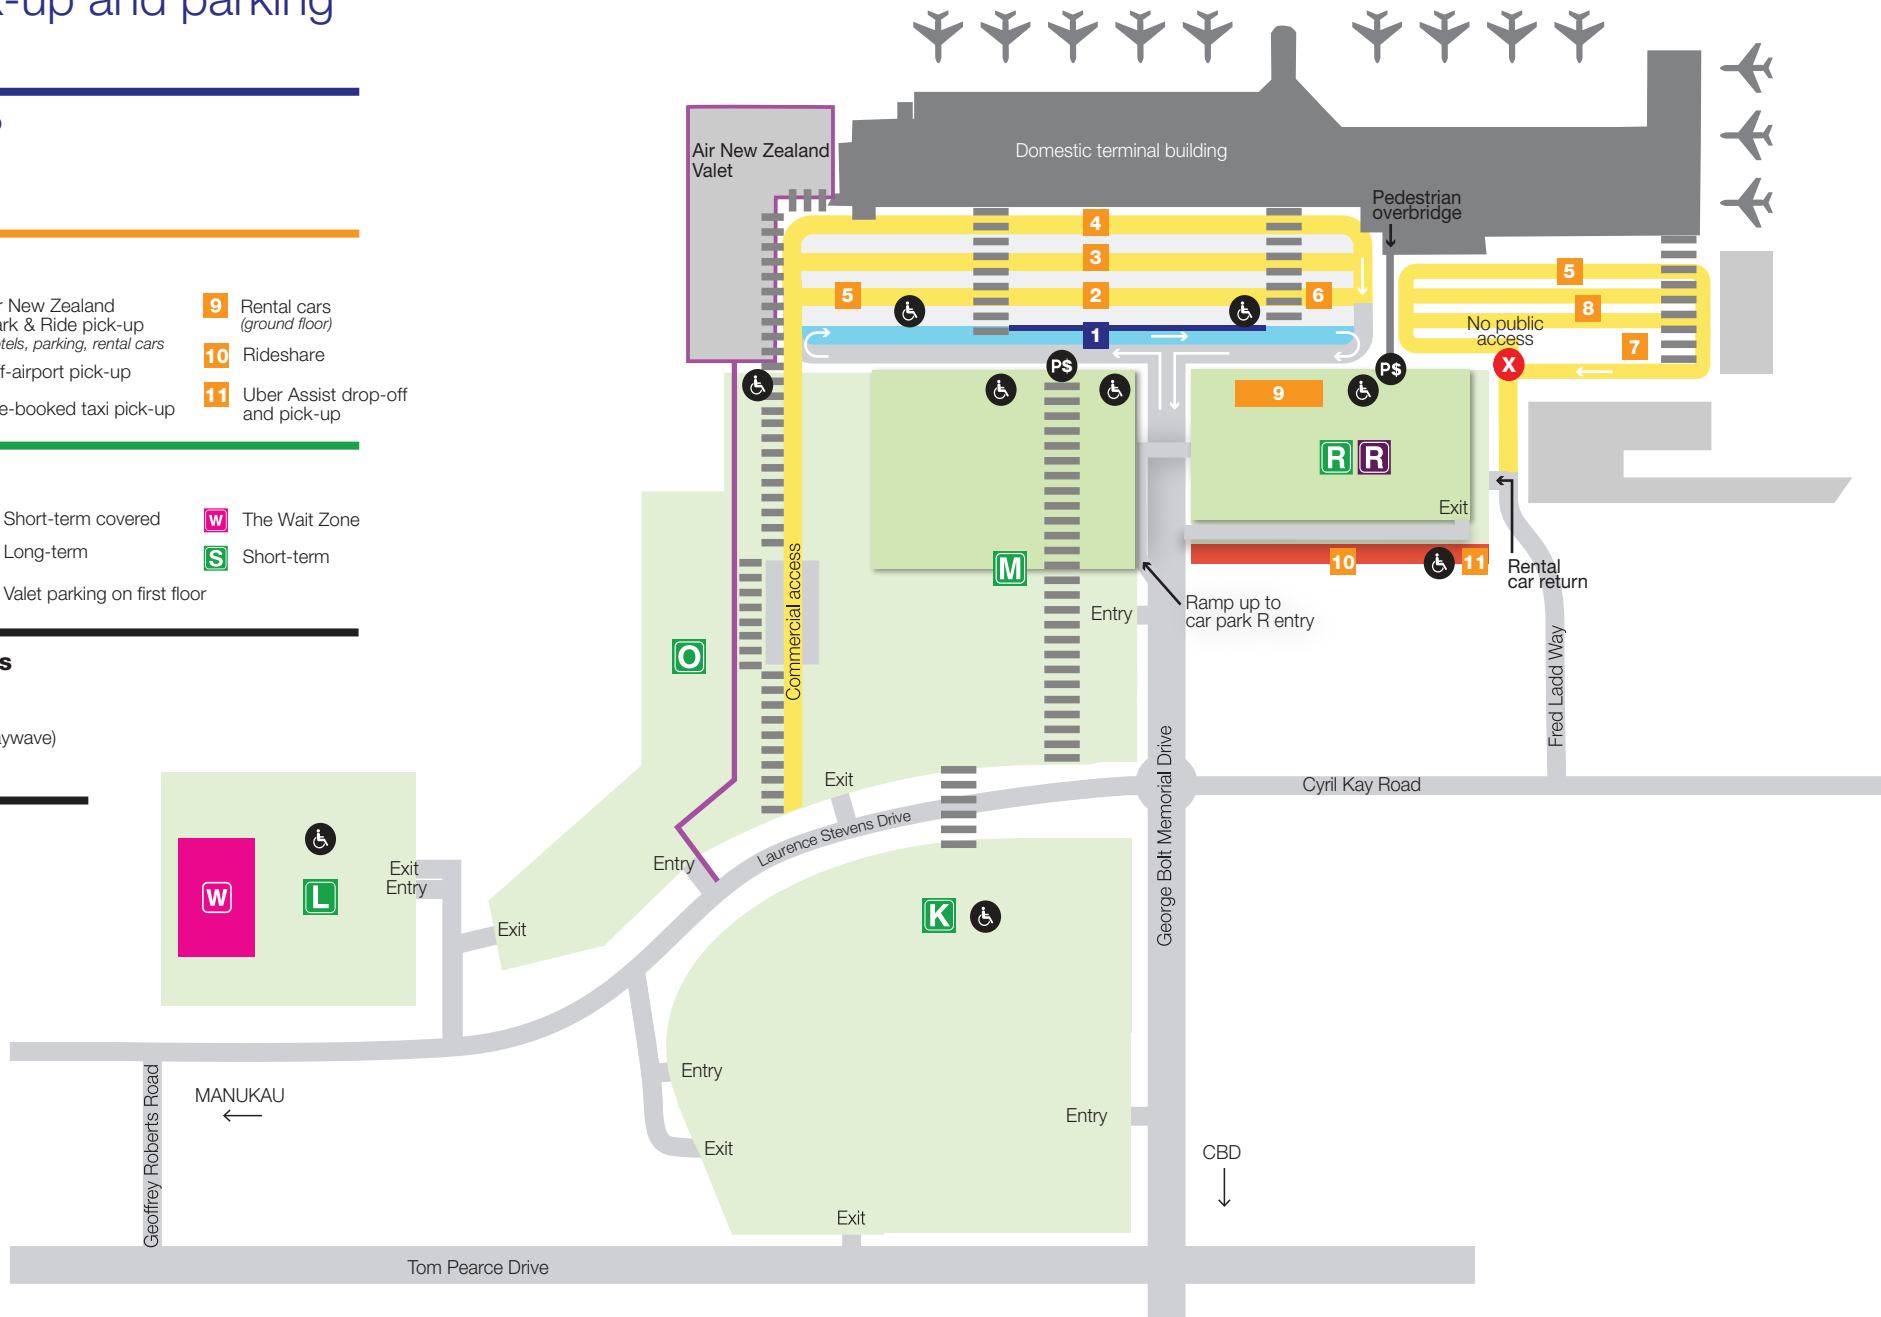 -up and parking
9 Rental cars
(ground floor)
New Zealand
Ride pick-up
parking, rental cars
10 Rideshare
pick-up
taxi pick-up
11 Uber Assist drop-off
and pick-up
Short-term covered
W The Wait Zone
Long-term
S Short-term
Valet parking on first floor
Air New Zealand
Valet
Domestic terminal building
Pedestrian
overbridge
4
3
5
2
6
1
5
8
7
No public
access
X
P$
P$
9
R R
Exit
10
11
Rental
car return
M
Entry
Ramp up to
car park R entry
Commercial access
O
Fred Ladd Way
George Bolt Memorial Drive
Cyril Kay Road
Exit
Laurence Stevens Drive
Entry
W
L
Exit
Entry
Exit
K
Entry
Exit
Entry
Exit
MANUKAU
CBD
Geoffrey Roberts Road
Tom Pearce Drive